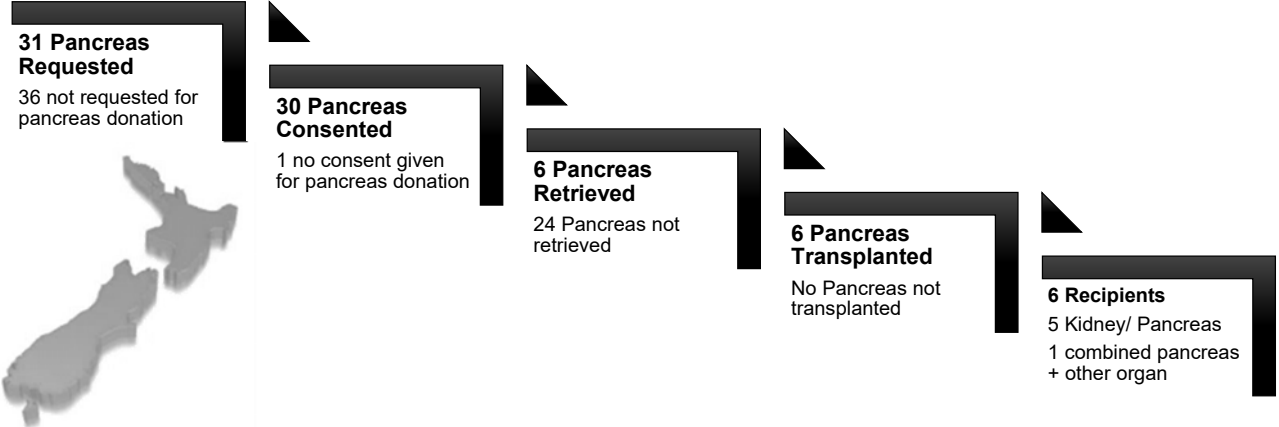 31 Pancreas
Requested
36 not requested for
pancreas donation
30 Pancreas
Consented
1 no consent given
for pancreas donation
6 Pancreas
Retrieved
24 Pancreas not
retrieved
6 Pancreas
Transplanted
No Pancreas not
transplanted
6 Recipients
5 Kidney/ Pancreas
1 combined pancreas
+ other organ